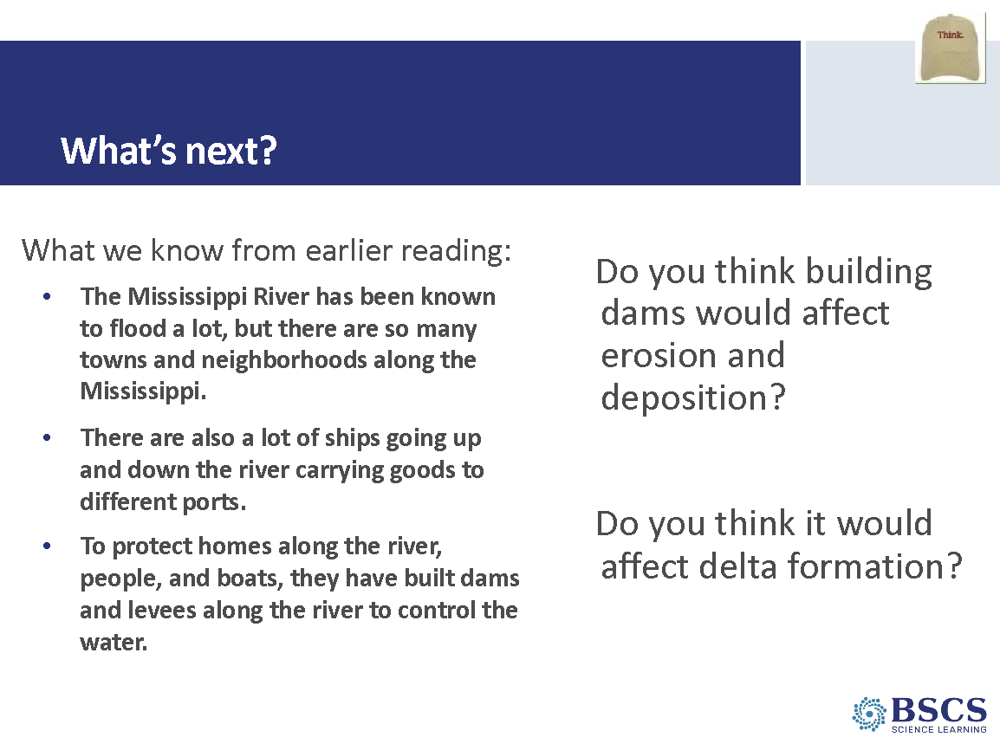 Think.
What’s next?
What we know from earlier reading:
• The Mississippi River has been known
to flood a lot, but there are so many
towns and neighborhoods along the
Mississippi.
• There are also a lot of ships going up
and down the river carrying goods to
different ports.
• To protect homes along the river,
people, and boats, they have built dams
and levees along the river to control the
water.
Do you think building
dams would affect
erosion and
deposition?
Do you think it would
affect delta formation?
BSCS
SCIENCE LEARNING